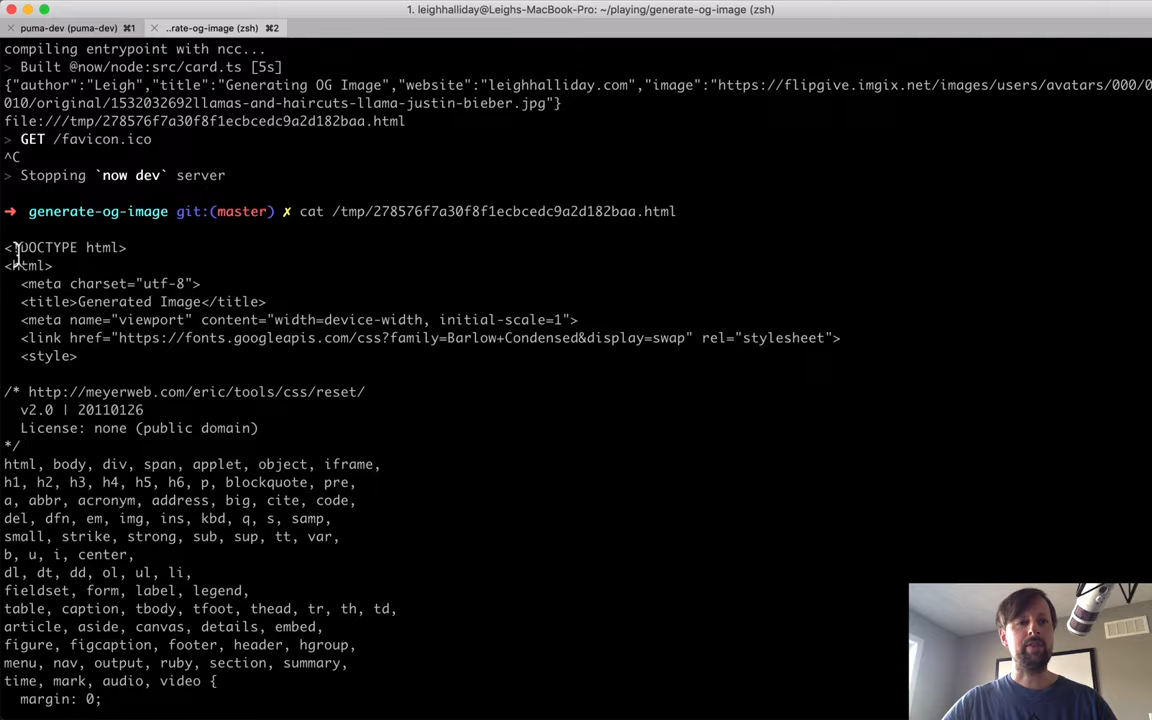 1. leighhalliday@Leighs-MacBook-Pro: ~/playing/generate-og-image (zsh)
× puma-dev (puma-dev) ⌘1 × ..rate-og-image (zsh) ⌘2
compiling entrypoint with ncc...
> Built @now/node:src/card.ts [5s]
{"author":"Leigh","title":"Generating OG Image","website":"leighhalliday.com","image":"https://flipgive.imgix.net/images/users/avatars/000/0
010/original/1532032692llamas-and-haircuts-llama-justin-bieber.jpg"}
file:///tmp/278576f7a30f8f1ecbcedc9a2d182baa.html
> GET /favicon.ico
^C
> Stopping `now dev` server
➜ generate-og-image git:(master) ✗ cat /tmp/278576f7a30f8f1ecbcedc9a2d182baa.html
<!DOCTYPE html>
<html>
<meta charset="utf-8">
<title>Generated Image</title>
<meta name="viewport" content="width=device-width, initial-scale=1">
<link href="https://fonts.googleapis.com/css?family=Barlow+Condensed&display=swap" rel="stylesheet">
<style>
/* http://meyerweb.com/eric/tools/css/reset/
v2.0 | 20110126
License: none (public domain)
*/
html, body, div, span, applet, object, iframe,
h1, h2, h3, h4, h5, h6, p, blockquote, pre,
a, abbr, acronym, address, big, cite, code,
del, dfn, em, img, ins, kbd, q, s, samp,
small, strike, strong, sub, sup, tt, var,
b, u, i, center,
dl, dt, dd, ol, ul, li,
fieldset, form, label, legend,
table, caption, tbody, tfoot, thead, tr, th, td,
article, aside, canvas, details, embed,
figure, figcaption, footer, header, hgroup,
menu, nav, output, ruby, section, summary,
time, mark, audio, video {
margin: 0;